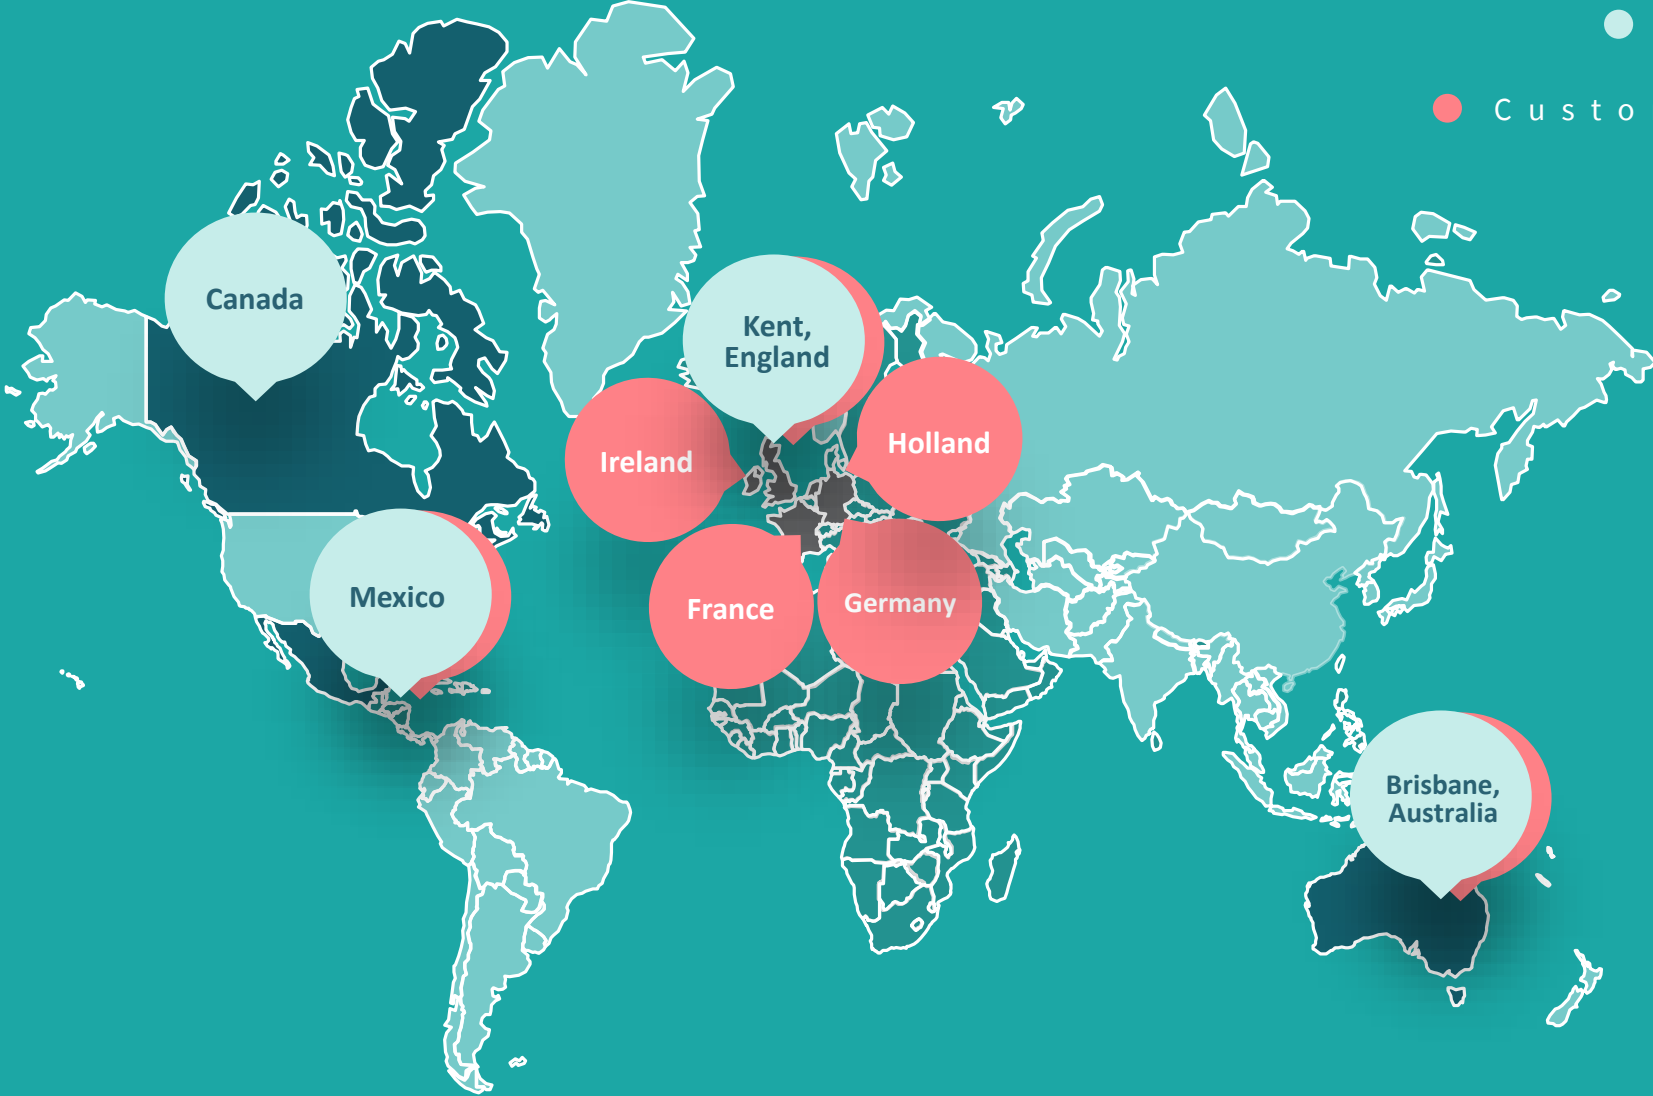 Custo
Canada
Kent,
England
Holland
Ireland
Mexico
France
Germany
Brisbane,
Australia